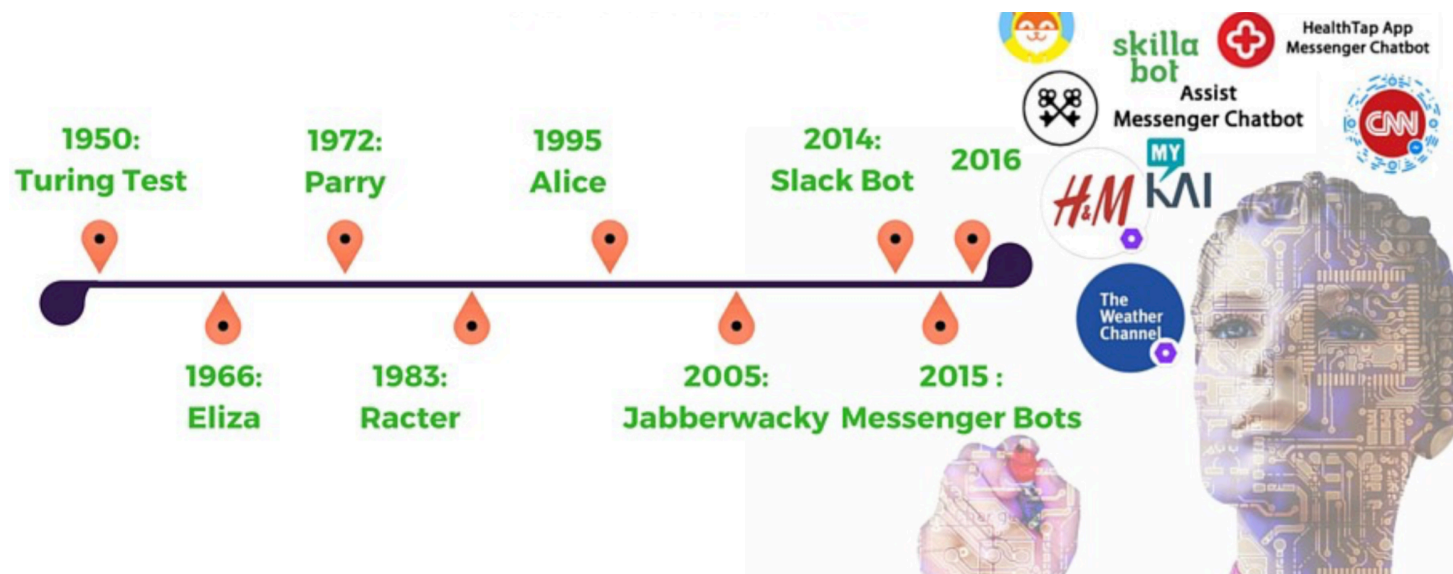 1950:
Turing Test
1972:
Parry
1995
Alice
2014:
Slack Bot
2016
1966:
Eliza
1983:
Racter
2005:
Jabberwacky
2015 :
Messenger Bots
skilla
bot
HealthTap App
Messenger Chatbot
Assist
Messenger Chatbot
CNN
MY
KAI
H&M
The
Weather
Channel